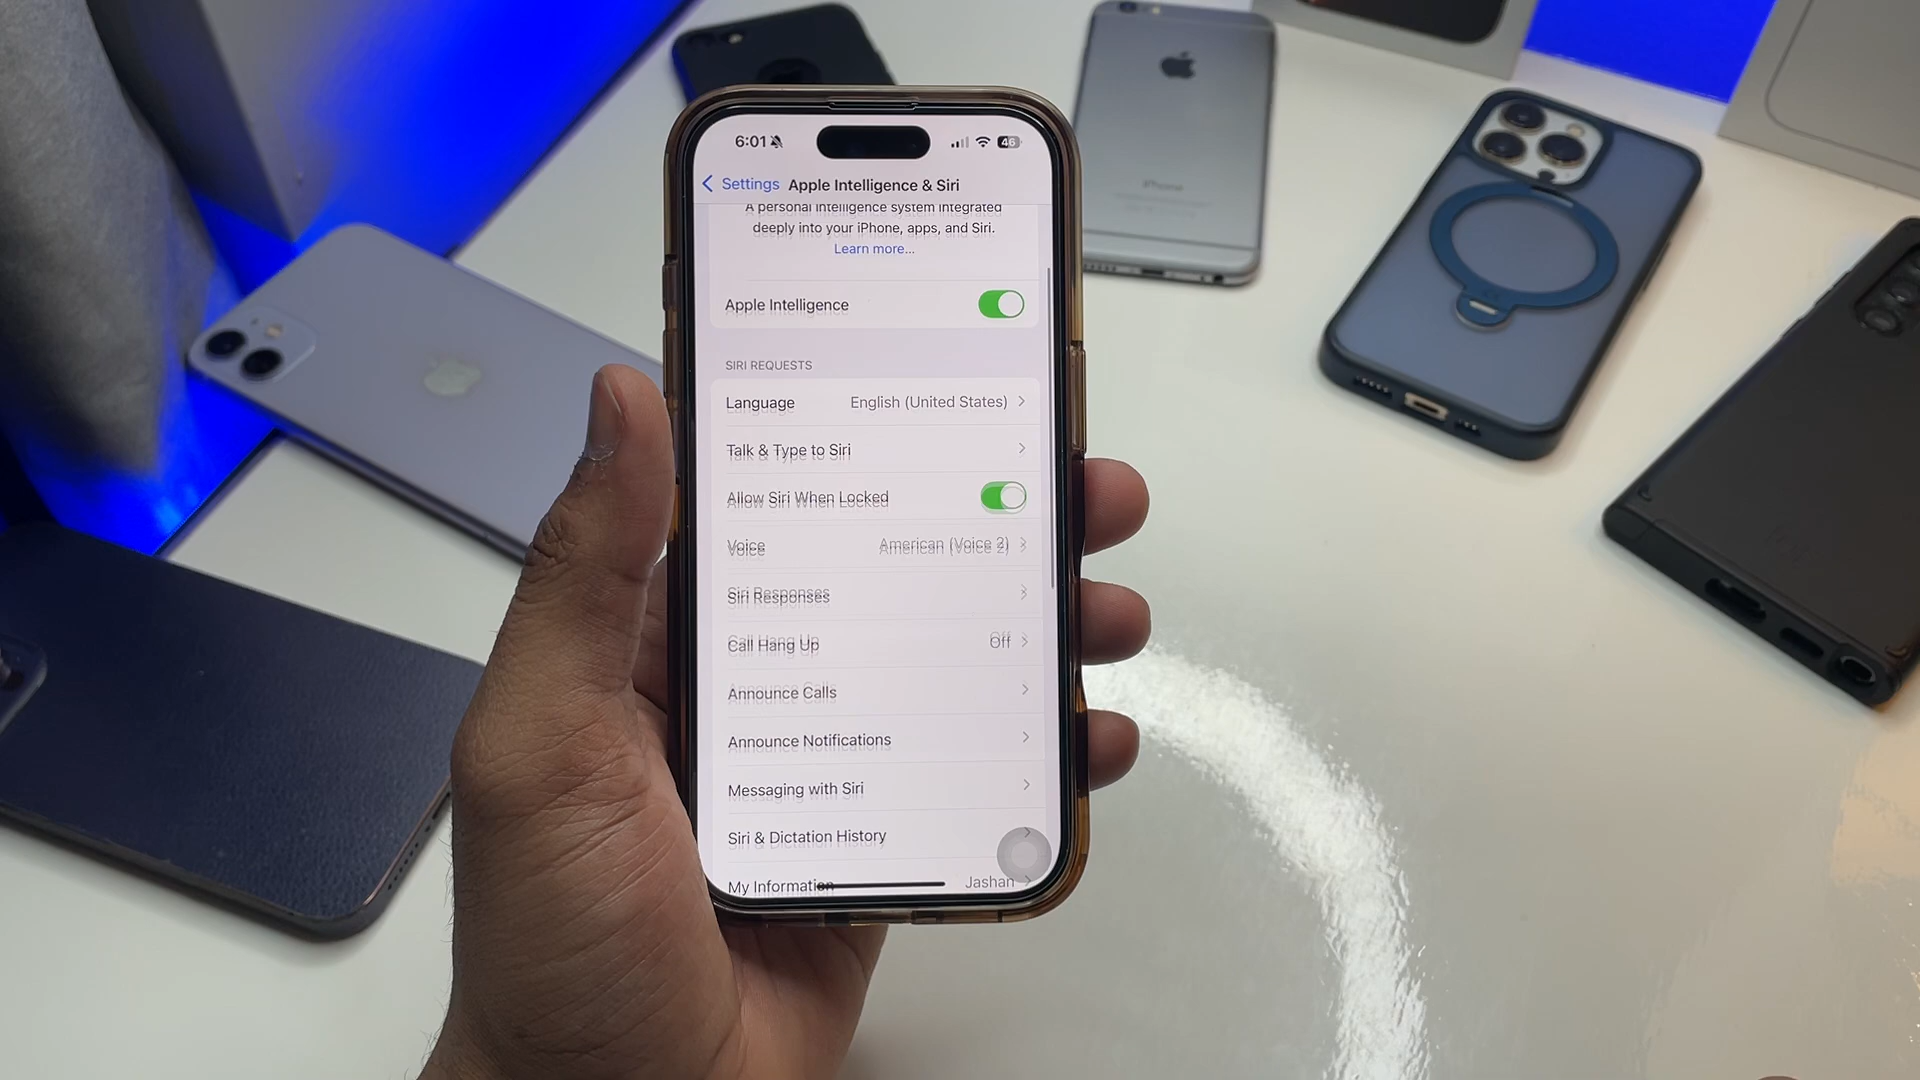 6:01
46
Settings
Apple Intelligence & Siri
A personal intelligence system integrated
deeply into your iPhone, apps, and Siri.
Learn more...
Apple Intelligence
SIRI REQUESTS
Language English (United States)
Talk & Type to Siri
Allow Siri When Locked
Voice American (Voice 2)
Siri Responses
Call Hang Up Off
Announce Calls
Announce Notifications
Messaging with Siri
Siri & Dictation History
My Information Jashan
iPhone